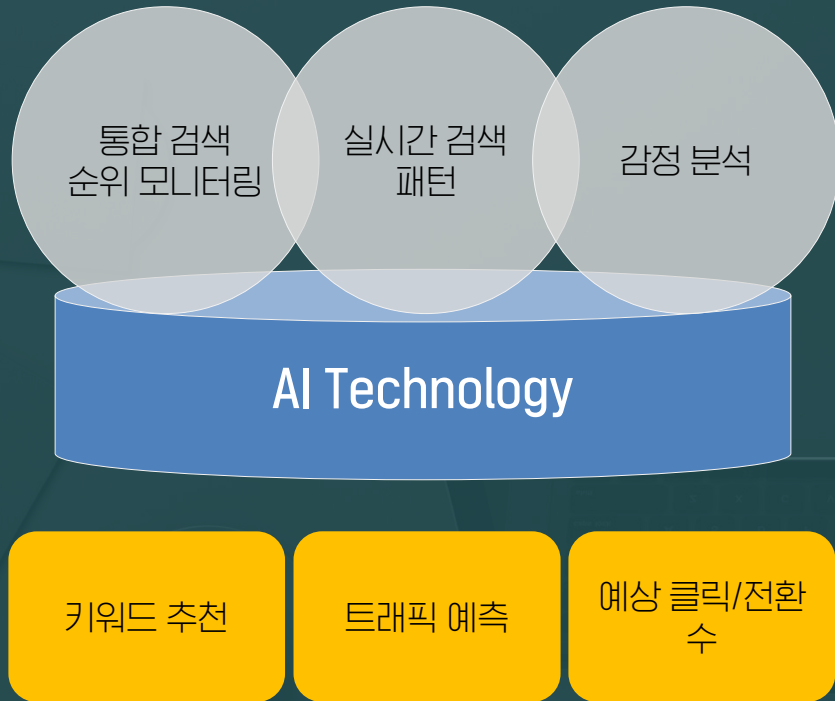 통합 검색
순위 모니터링
실시간 검색
패턴
감정 분석
AI Technology
키워드 추천
트래픽 예측
예상 클릭/전환
수